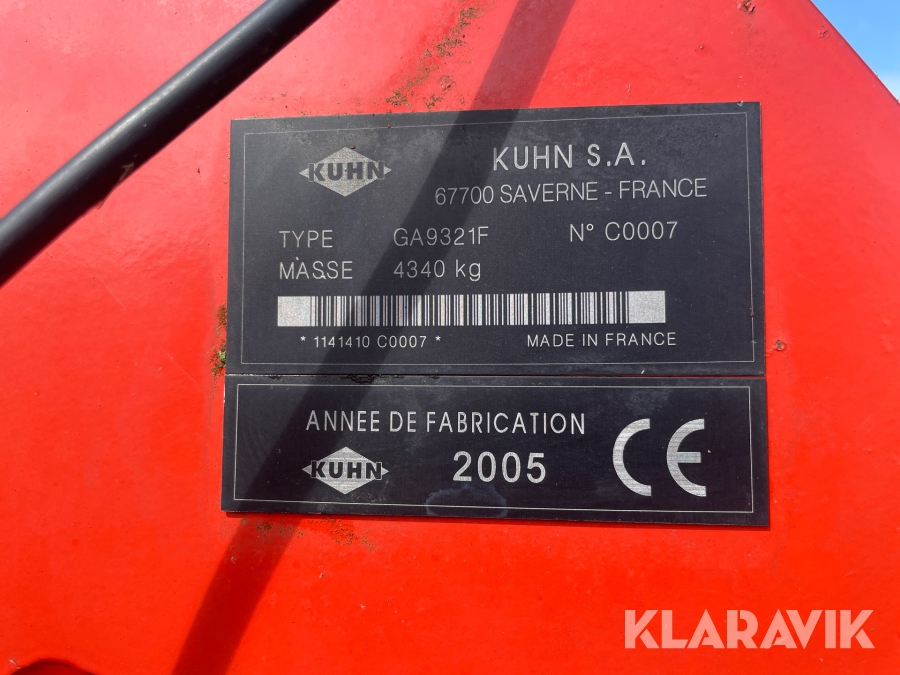 KUHN
KUHN S.A.
67700 SAVERNE - FRANCE
TYPE GA9321F N° C0007
MASSE 4340 kg
* 1141410 C0007 * MADE IN FRANCE
ANNEE DE FABRICATION
KUHN 2005 CE
KLARAVIK